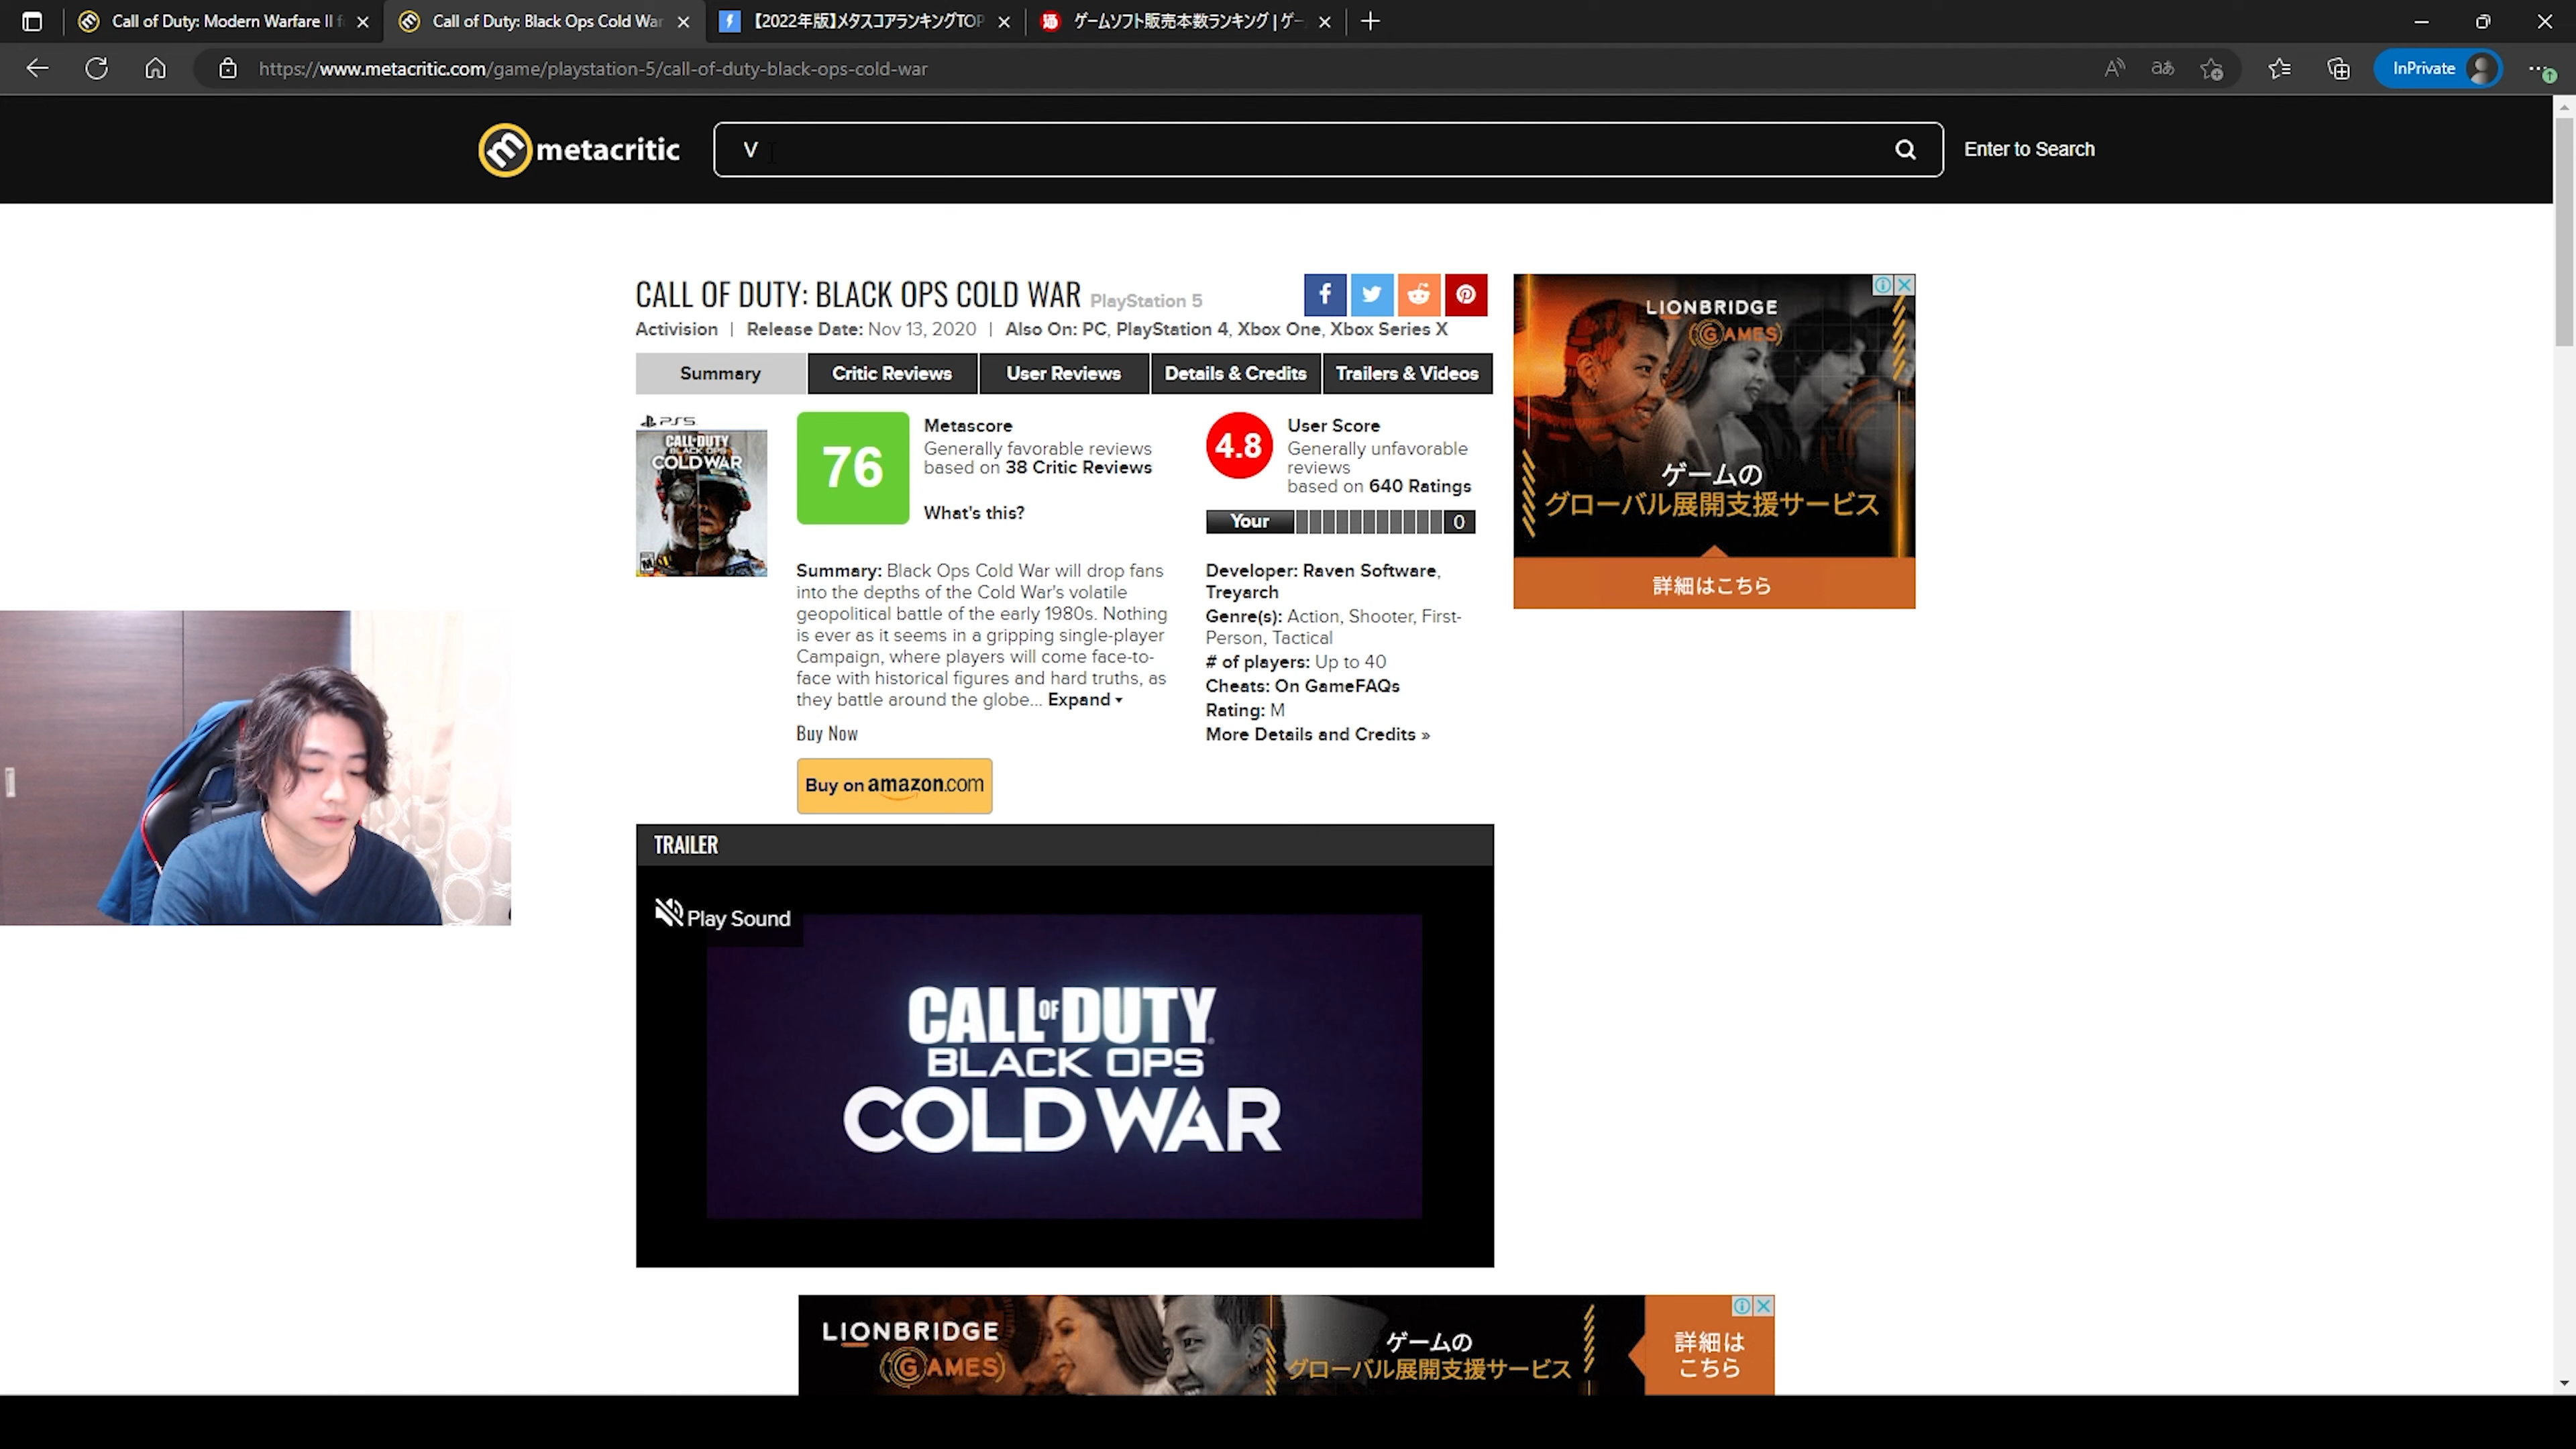 Call of Duty: Modern Warfare II f
Call of Duty: Black Ops Cold War
【2022年版】メタスコアランキングTOP
ゲームソフト販売本数ランキング | ゲー
https://www.metacritic.com/game/playstation-5/call-of-duty-black-ops-cold-war
InPrivate
metacritic
V
Enter to Search
CALL OF DUTY: BLACK OPS COLD WAR PlayStation 5
Activision | Release Date: Nov 13, 2020 | Also On: PC, PlayStation 4, Xbox One, Xbox Series X
Summary
Critic Reviews
User Reviews
Details & Credits
Trailers & Videos
PS5
CALL OF DUTY
BLACK OPS
COLD WAR
76
Metascore
Generally favorable reviews
based on 38 Critic Reviews
What's this?
4.8
User Score
Generally unfavorable
reviews
based on 640 Ratings
Your
0
Summary: Black Ops Cold War will drop fans
into the depths of the Cold War's volatile
geopolitical battle of the early 1980s. Nothing
is ever as it seems in a gripping single-player
Campaign, where players will come face-to-
face with historical figures and hard truths, as
they battle around the globe... Expand
Buy Now
Buy on amazon.com
Developer: Raven Software,
Treyarch
Genre(s): Action, Shooter, First-
Person, Tactical
# of players: Up to 40
Cheats: On GameFAQs
Rating: M
More Details and Credits »
LIONBRIDGE
GAMES
ゲームの
グローバル展開支援サービス
詳細はこちら
TRAILER
Play Sound
CALL OF DUTY
BLACK OPS
COLD WAR
LIONBRIDGE
GAMES
ゲームの
グローバル展開支援サービス
詳細は
こちら